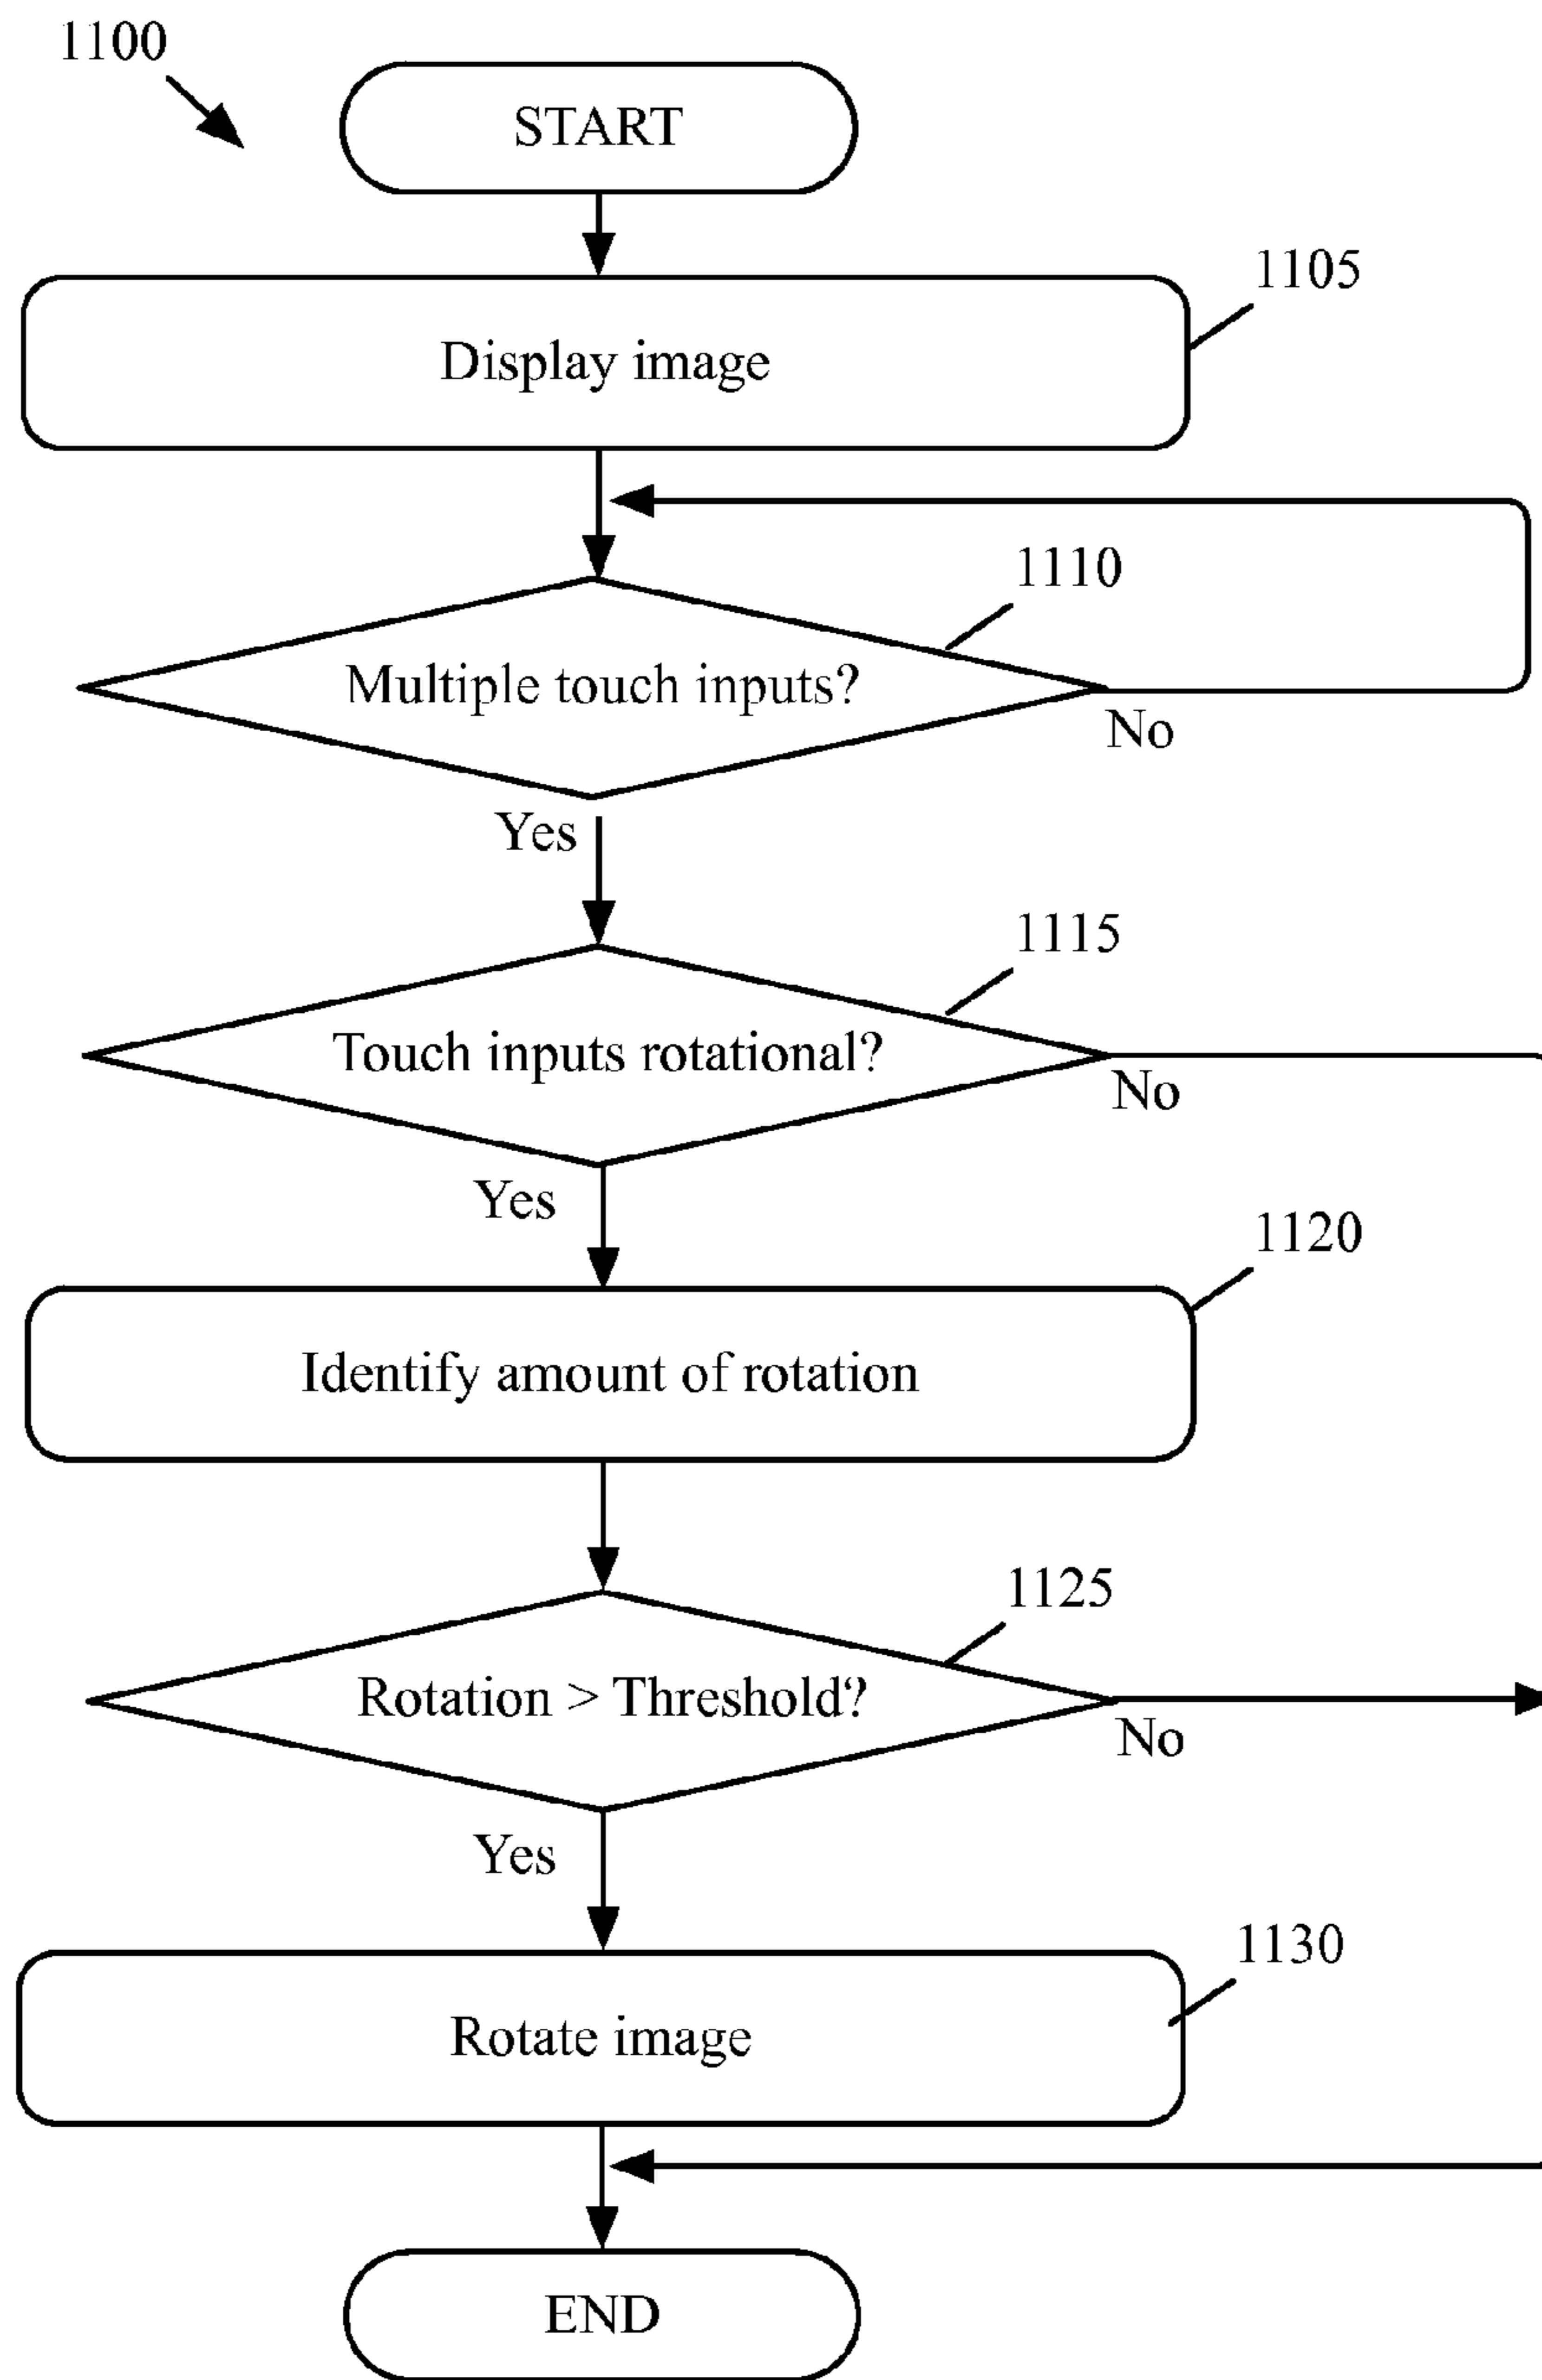 1100
START
1105
Display image
1110
Multiple touch inputs?
No
Yes
1115
Touch inputs rotational?
No
Yes
1120
Identify amount of rotation
1125
Rotation > Threshold?
No
Yes
1130
Rotate image
END